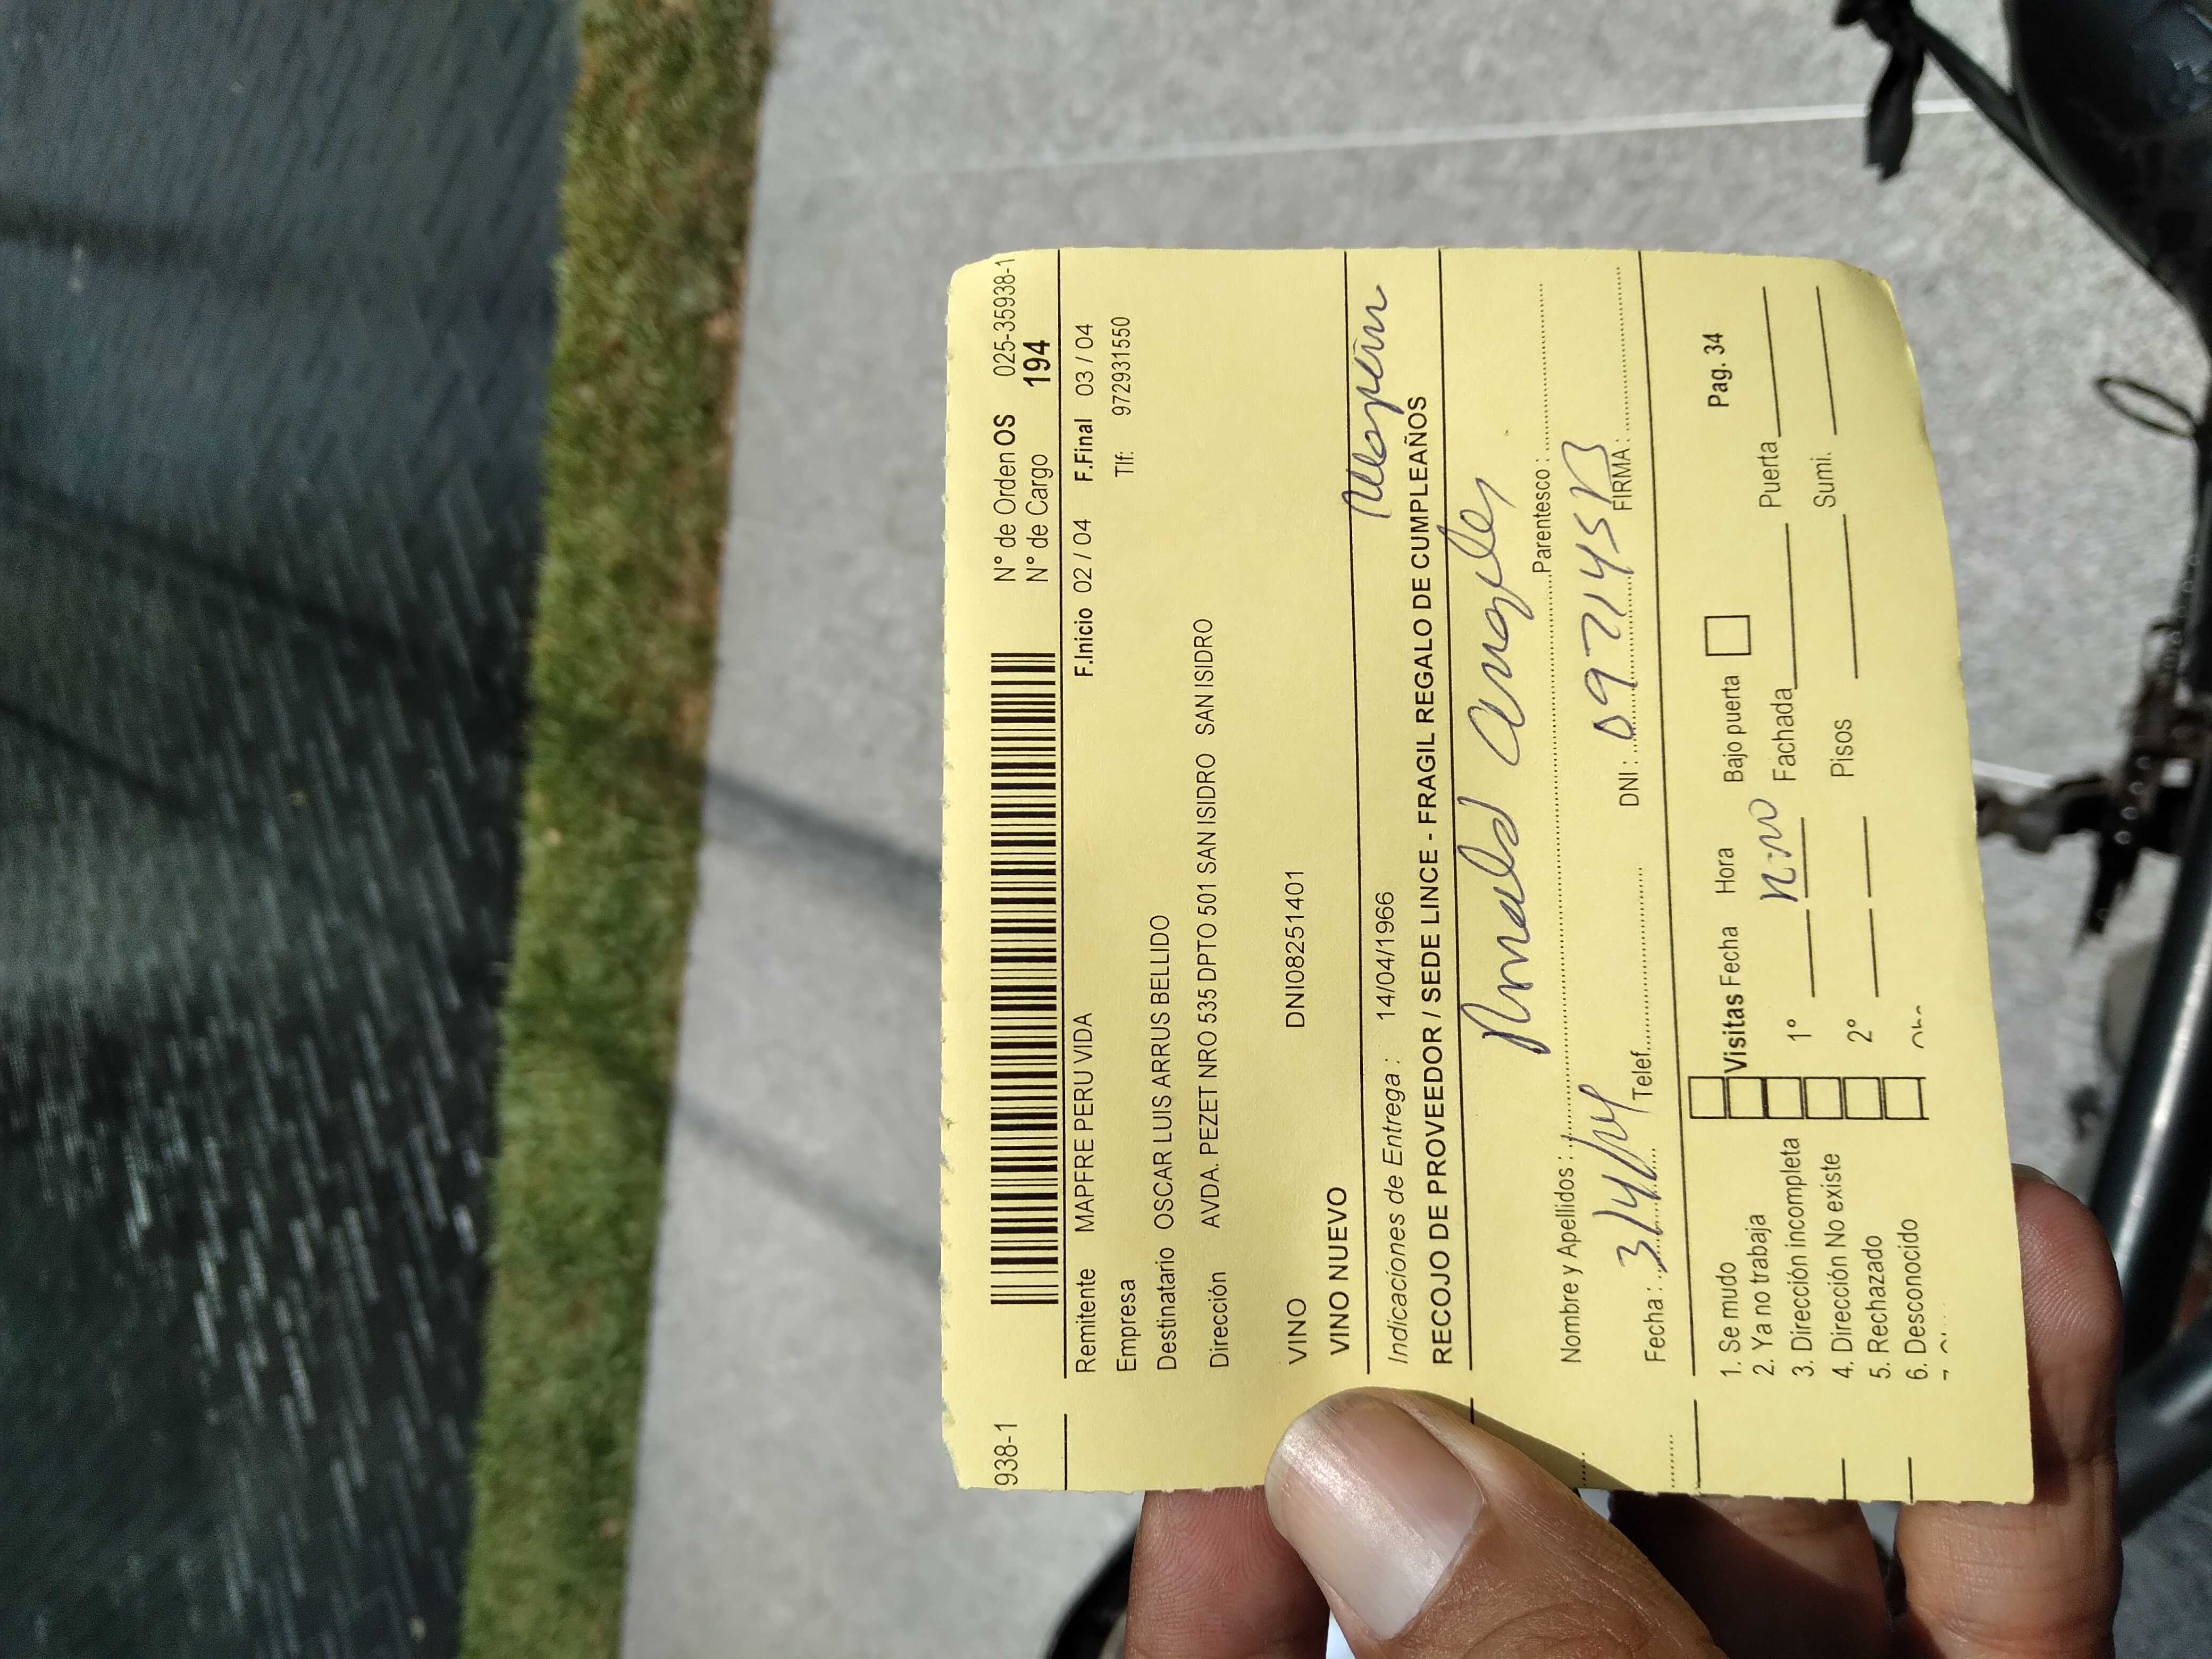 938-1
N° de Orden OS 025-35938-1
N° de Cargo 194
F.Inicio 02 / 04 F.Final 03 / 04
Remitente MAPFRE PERU VIDA
Empresa Tlf: 972931550
Destinatario OSCAR LUIS ARRUS BELLIDO
Dirección AVDA. PEZET NRO 535 DPTO 501 SAN ISIDRO SAN ISIDRO
VINO DNI08251401
VINO NUEVO
Indicaciones de Entrega : 14/04/1966
RECOJO DE PROVEEDOR / SEDE LINCE - FRAGIL REGALO DE CUMPLEAÑOS
Nombre y Apellidos : Parentesco :
Fecha : 3/4/24 Telef. DNI : FIRMA :
1. Se mudo Visitas Fecha Hora Bajo puerta Pag. 34
2. Ya no trabaja
3. Dirección incompleta 1° Fachada Puerta
4. Dirección No existe
5. Rechazado 2° Pisos Sumi.
6. Desconocido